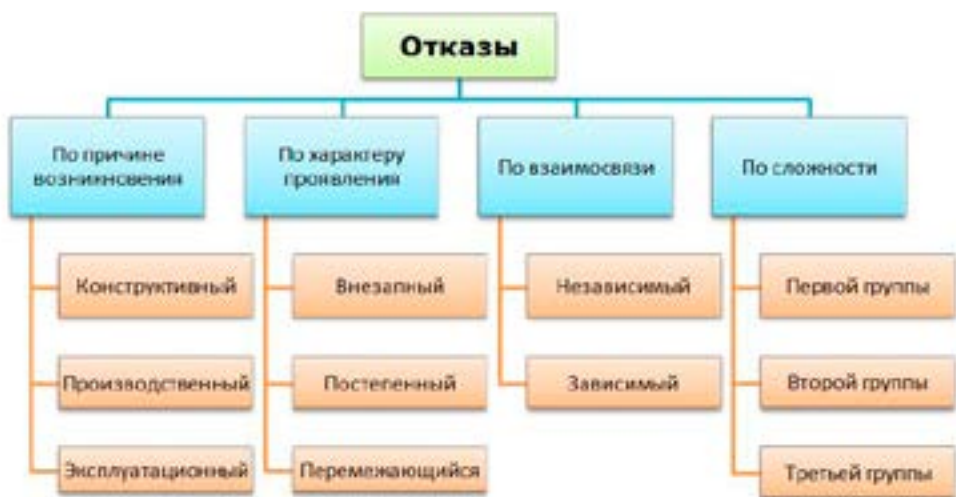 Отказы
По причине
возникновения
По характеру
проявления
По взаимосвязи
По сложности
Конструктивный
Внезапный
Независимый
Первой группы
Производственный
Постепенный
Зависимый
Второй группы
Эксплуатационный
Перемежающийся
Третьей группы